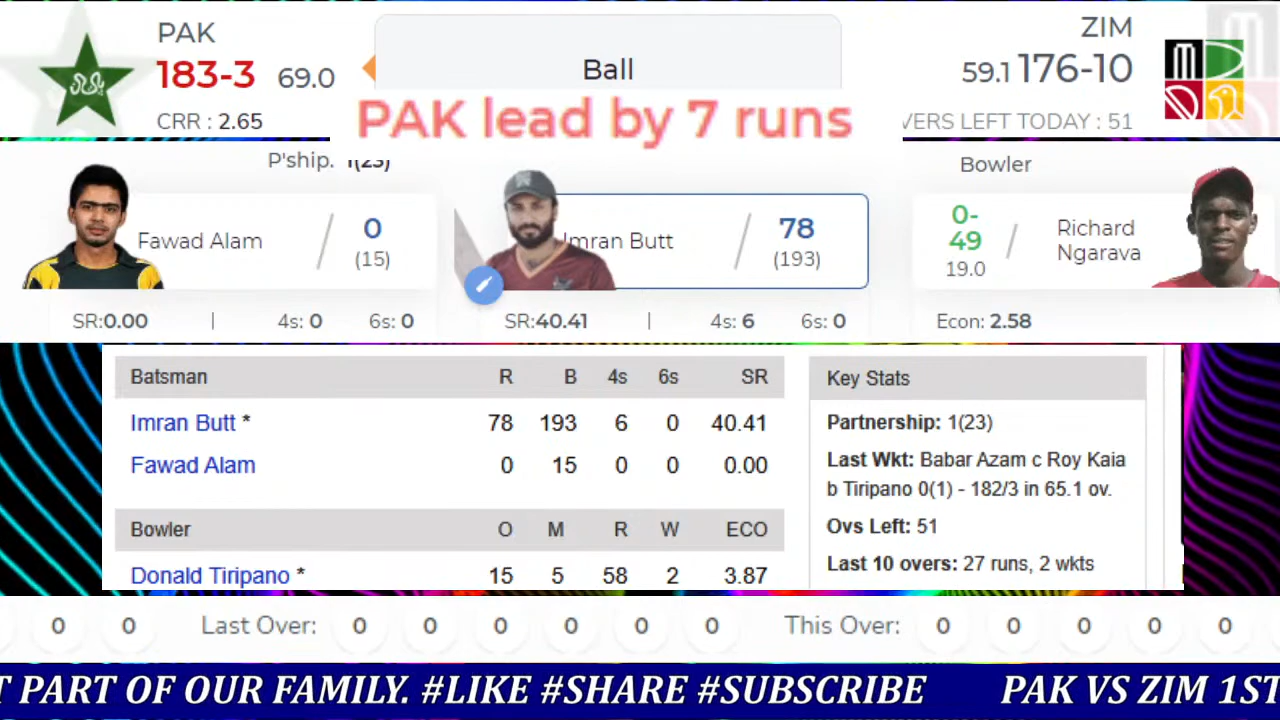 PAK
183-3 69.0
CRR : 2.65
Ball
PAK lead by 7 runs
ZIM
59.1 176-10
VERS LEFT TODAY : 51
P'ship. 1(23)
Fawad Alam
0
(15)
SR:0.00 | 4s: 0 6s: 0
Imran Butt
78
(193)
SR:40.41 | 4s: 6 6s: 0
Bowler
0-
49
19.0
Richard
Ngarava
Econ: 2.58
Batsman R B 4s 6s SR
Imran Butt * 78 193 6 0 40.41
Fawad Alam 0 15 0 0 0.00
Bowler O M R W ECO
Donald Tiripano * 15 5 58 2 3.87
Key Stats
Partnership: 1(23)
Last Wkt: Babar Azam c Roy Kaia
b Tiripano 0(1) - 182/3 in 65.1 ov.
Ovs Left: 51
Last 10 overs: 27 runs, 2 wkts
0 0 Last Over: 0 0 0 0 0 0 This Over: 0 0 0 0 0
T PART OF OUR FAMILY. #LIKE #SHARE #SUBSCRIBE PAK VS ZIM 1ST